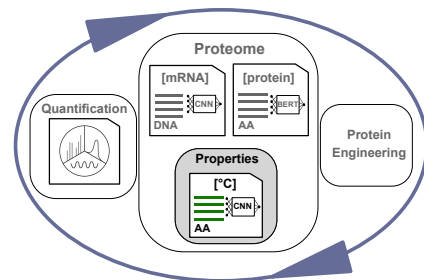 Proteome
[mRNA] [protein]
CNN BERT
DNA AA
Quantification
Properties
[°C]
CNN
AA
Protein
Engineering